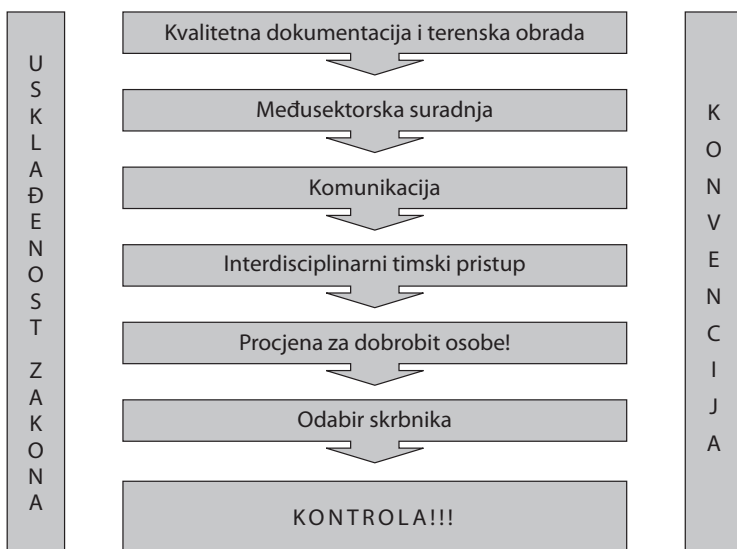 USKLAĐENOST ZAKONA
Kvalitetna dokumentacija i terenska obrada
Međusektorska suradnja
Komunikacija
Interdisciplinarni timski pristup
Procjena za dobrobit osobe!
Odabir skrbnika
KONTROLA!!!
KONVENCIJA